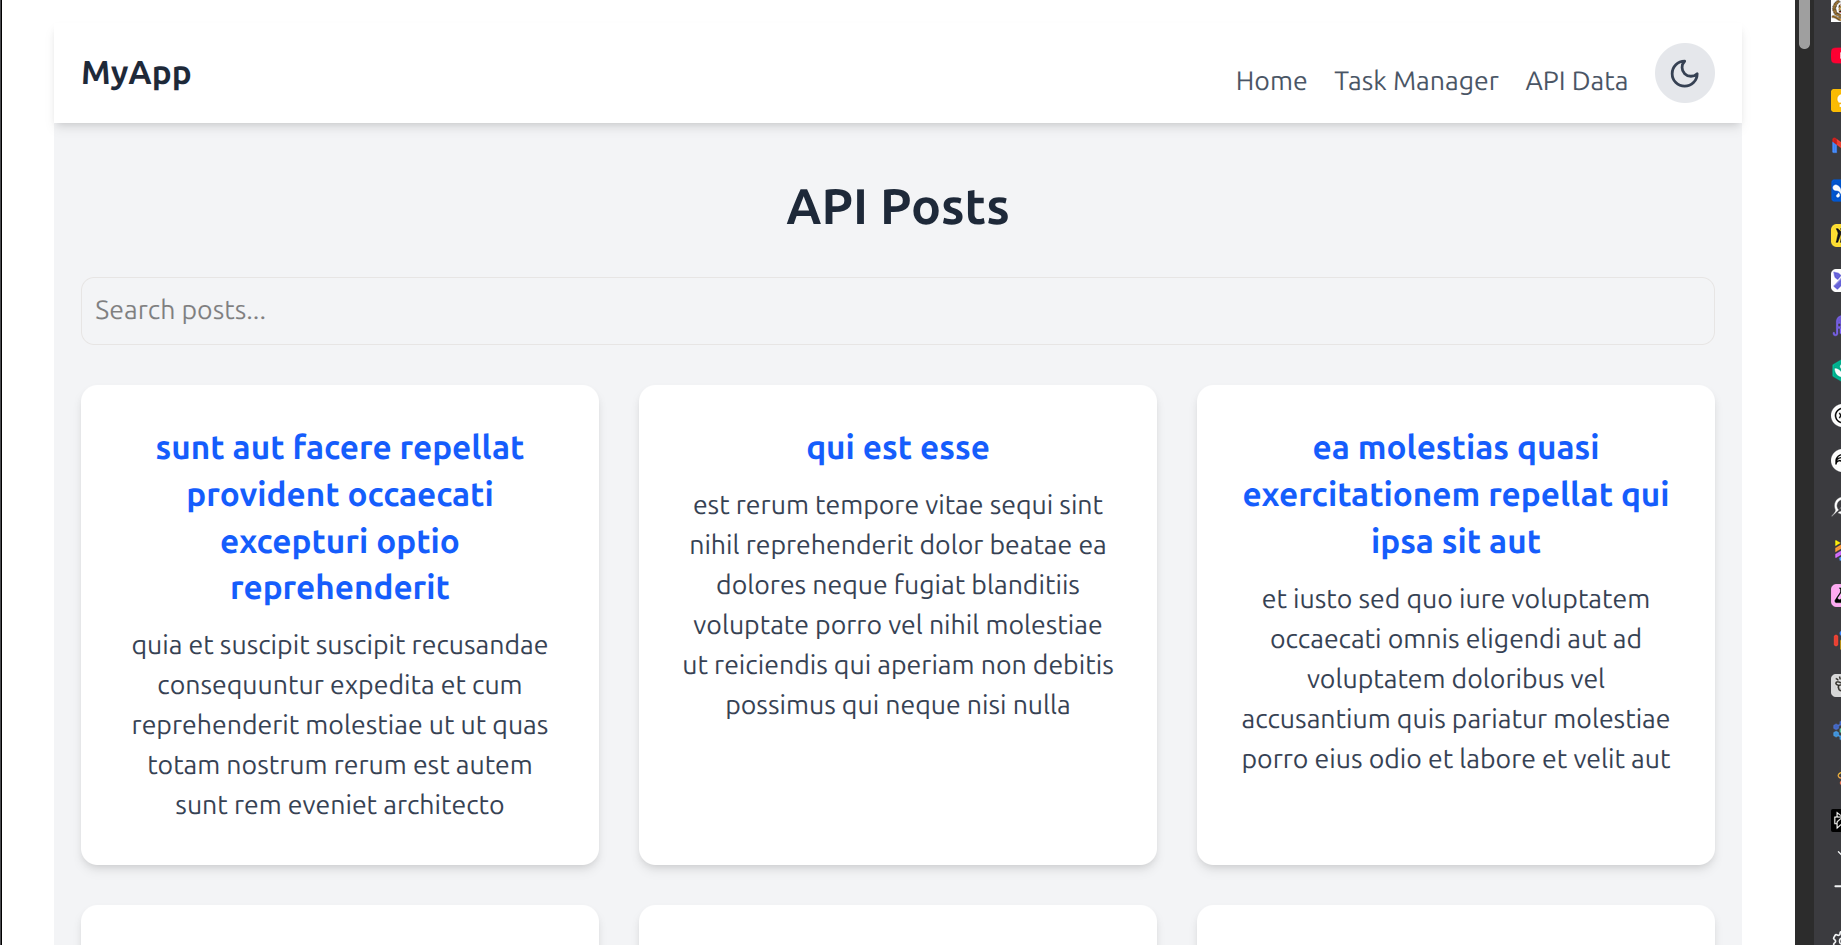 MyApp
Home Task Manager API Data
API Posts
Search posts...
sunt aut facere repellat
provident occaecati
excepturi optio
reprehenderit
quia et suscipit suscipit recusandae
consequuntur expedita et cum
reprehenderit molestiae ut ut quas
totam nostrum rerum est autem
sunt rem eveniet architecto
qui est esse
est rerum tempore vitae sequi sint
nihil reprehenderit dolor beatae ea
dolores neque fugiat blanditiis
voluptate porro vel nihil molestiae
ut reiciendis qui aperiam non debitis
possimus qui neque nisi nulla
ea molestias quasi
exercitationem repellat qui
ipsa sit aut
et iusto sed quo iure voluptatem
occaecati omnis eligendi aut ad
voluptatem doloribus vel
accusantium quis pariatur molestiae
porro eius odio et labore et velit aut